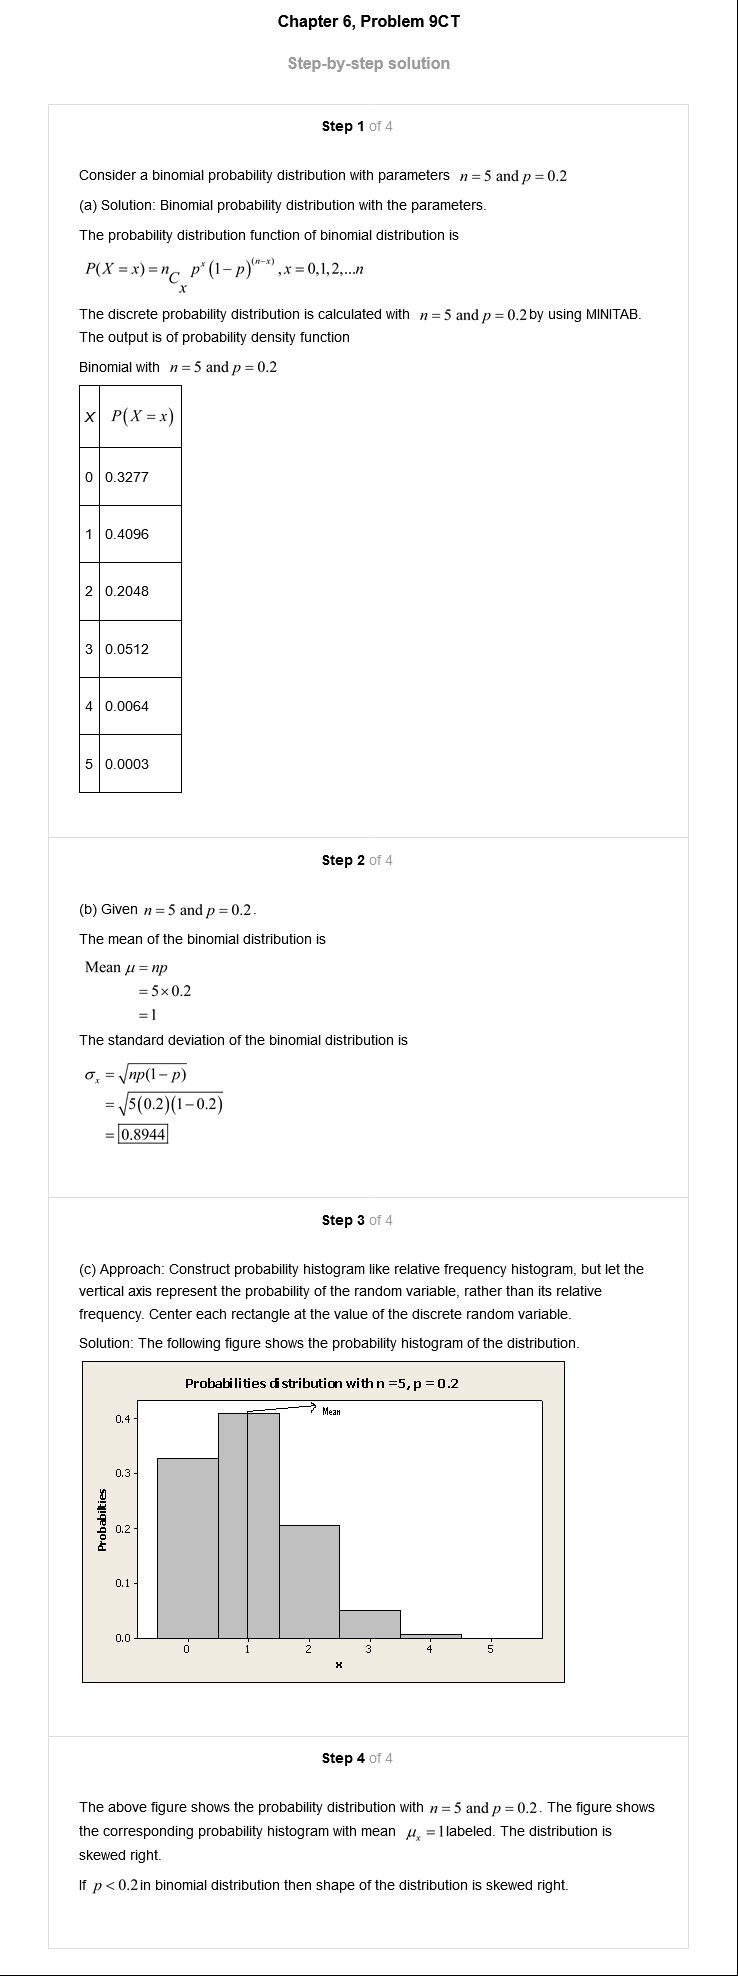 Chapter 6, Problem 9CT
Step-by-step solution
Step 1 of 4
Consider a binomial probability distribution with parameters n = 5 and p = 0.2
(a) Solution: Binomial probability distribution with the parameters.
The probability distribution function of binomial distribution is
P(X = x) = n_C_x p^x (1 − p)^(n−x), x = 0,1,2,...n
The discrete probability distribution is calculated with n = 5 and p = 0.2 by using MINITAB.
The output is of probability density function
Binomial with n = 5 and p = 0.2
X P(X = x)
0 0.3277
1 0.4096
2 0.2048
3 0.0512
4 0.0064
5 0.0003
Step 2 of 4
(b) Given n = 5 and p = 0.2.
The mean of the binomial distribution is
Mean μ = np
= 5×0.2
= 1
The standard deviation of the binomial distribution is
σ_x = √np(1 − p)
= √5(0.2)(1−0.2)
= 0.8944
Step 3 of 4
(c) Approach: Construct probability histogram like relative frequency histogram, but let the
vertical axis represent the probability of the random variable, rather than its relative
frequency. Center each rectangle at the value of the discrete random variable.
Solution: The following figure shows the probability histogram of the distribution.
Probabilities distribution with n =5, p = 0.2
Mean
Probabilities
0.4
0.3
0.2
0.1
0.0
0 1 2 3 4 5
x
Step 4 of 4
The above figure shows the probability distribution with n = 5 and p = 0.2. The figure shows
the corresponding probability histogram with mean μ_x = 1 labeled. The distribution is
skewed right.
If p < 0.2 in binomial distribution then shape of the distribution is skewed right.